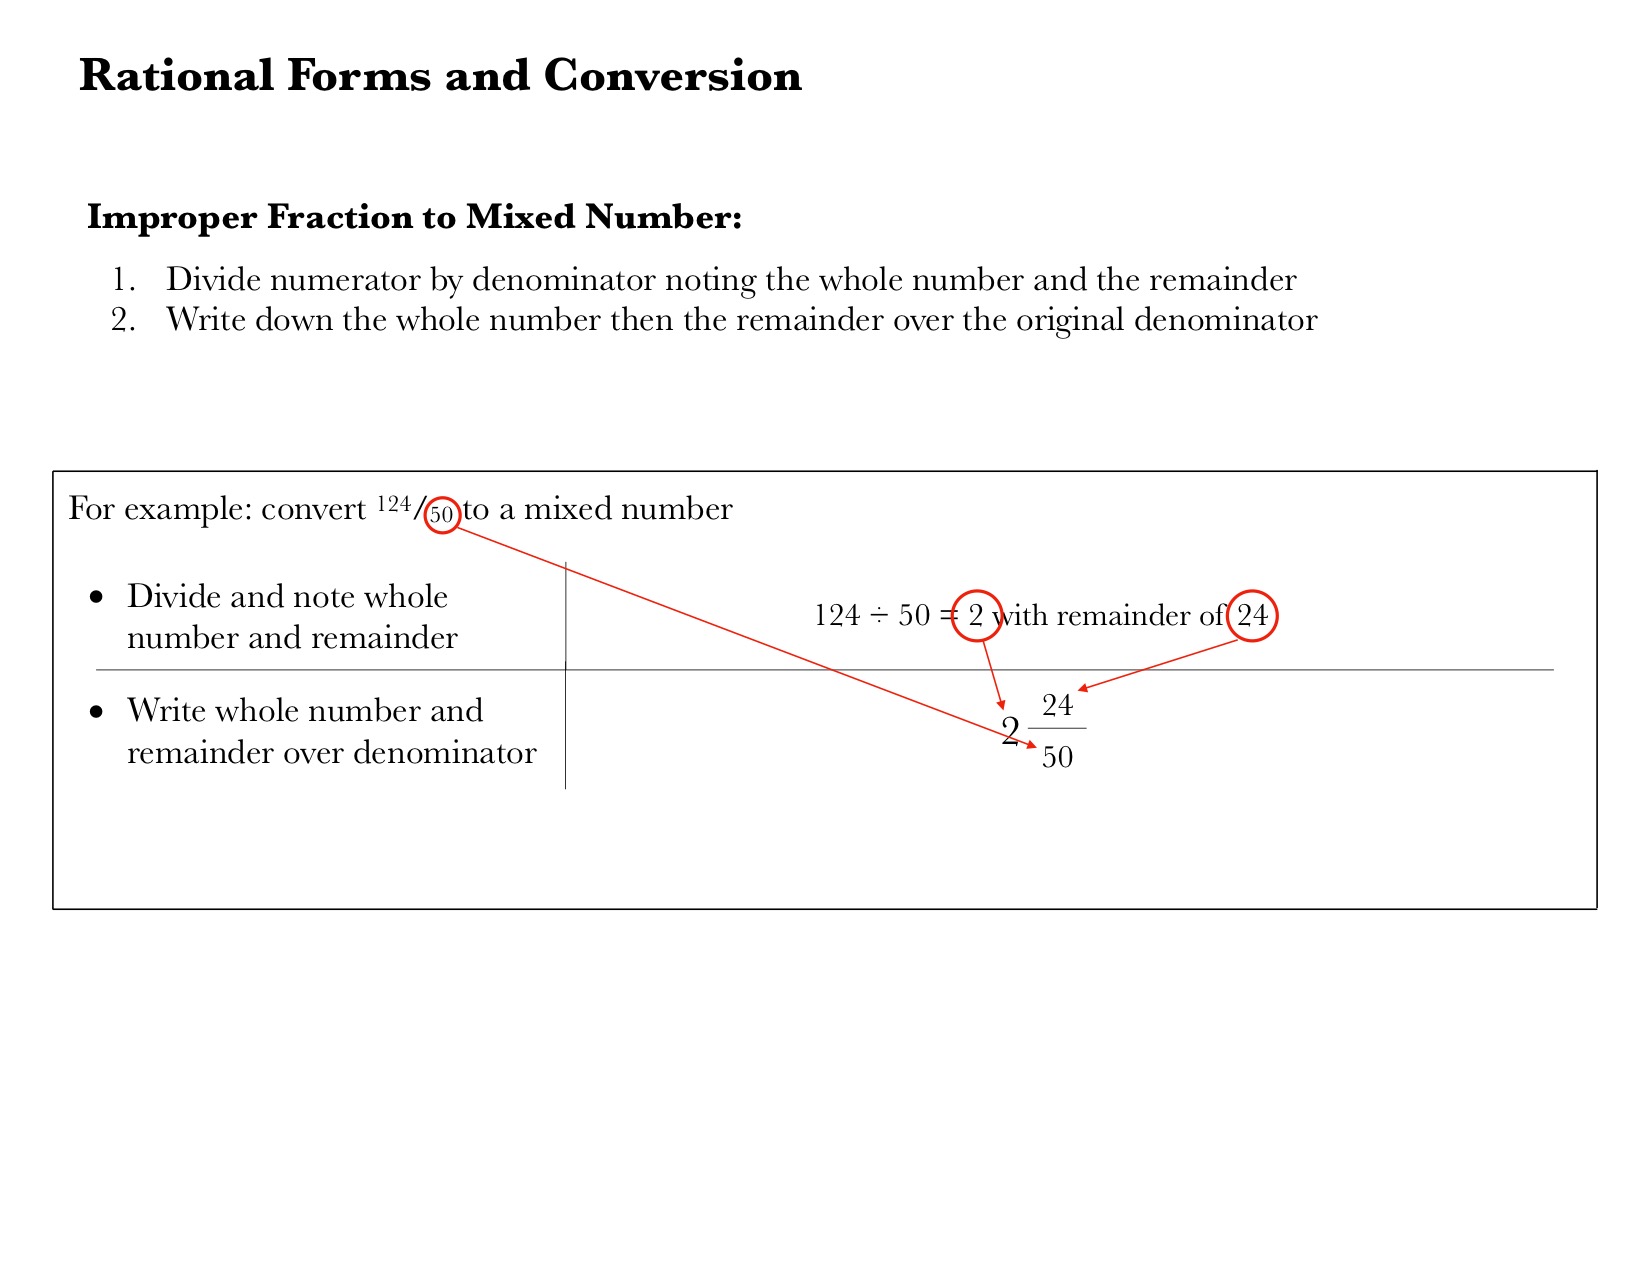 Rational Forms and Conversion
Improper Fraction to Mixed Number:
1. Divide numerator by denominator noting the whole number and the remainder
2. Write down the whole number then the remainder over the original denominator
For example: convert 124/50 to a mixed number
• Divide and note whole
number and remainder
124 ÷ 50 = 2 with remainder of 24
• Write whole number and
remainder over denominator
2 24/50